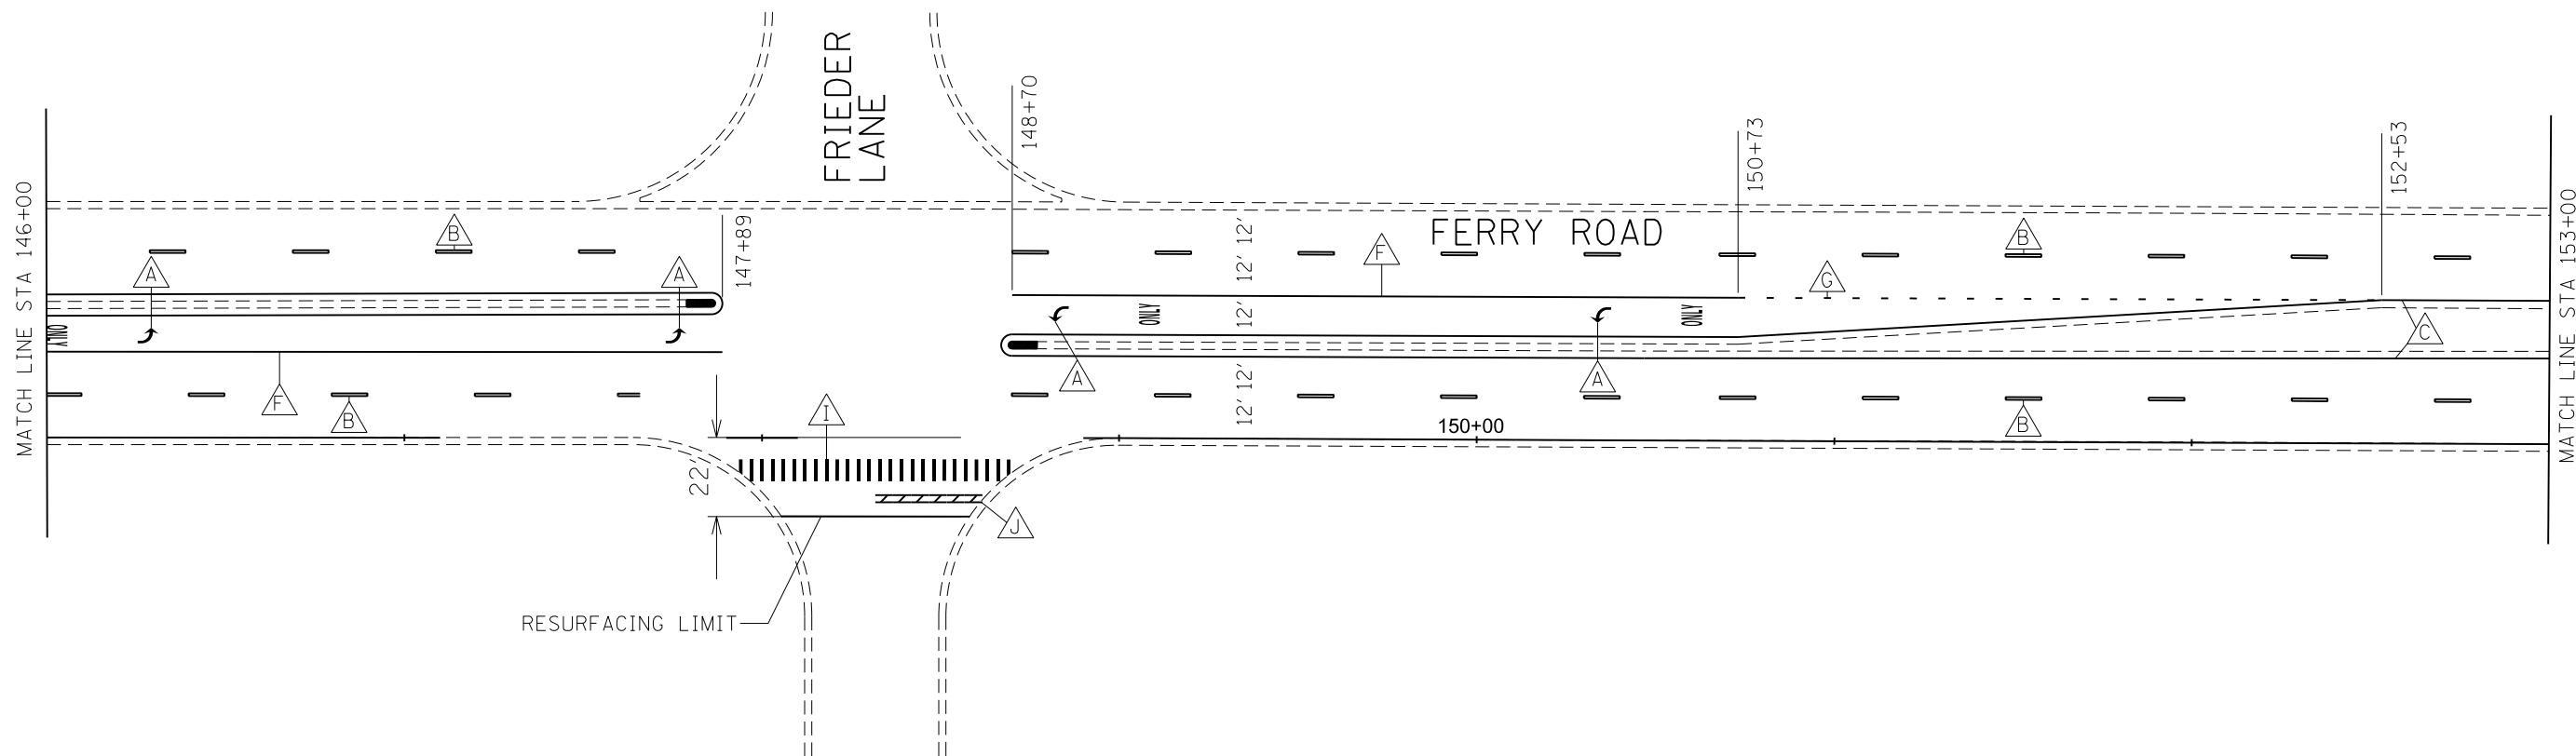 FRIEDER
LANE
148+70
150+73
152+53
MATCH LINE STA 146+00
147+89
FERRY ROAD
MATCH LINE STA 153+00
B
A
A
12' 12'
F
B
G
ONLY
ONLY
ONLY
12'
C
F
B
A
A
12' 12'
B
I
150+00
22'
J
RESURFACING LIMIT